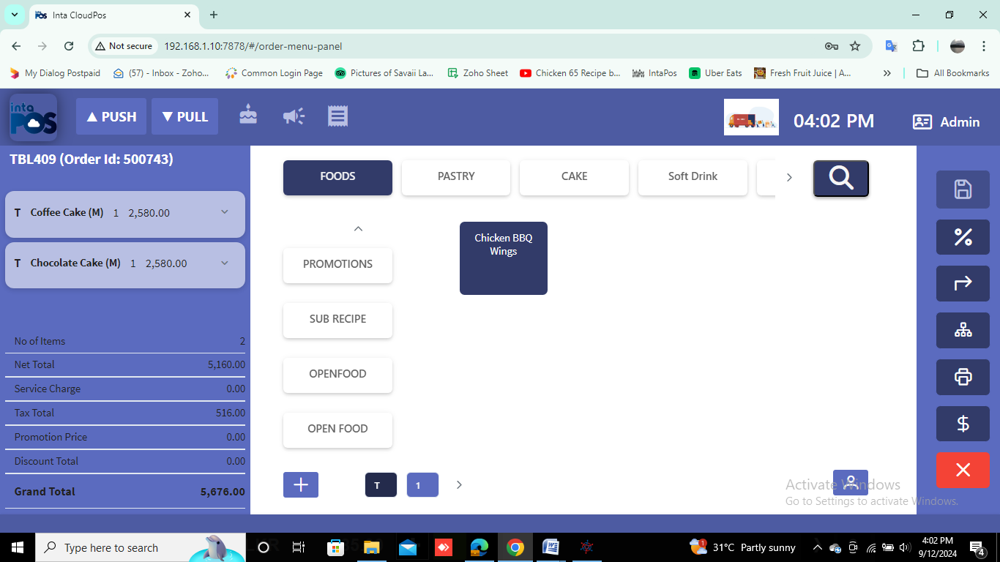 Inta CloudPos
Not secure
192.168.1.10:7878/#/order-menu-panel
My Dialog Postpaid
(57) - Inbox - Zoho...
Common Login Page
Pictures of Savaii La...
Zoho Sheet
Chicken 65 Recipe b...
IntaPos
Uber Eats
Fresh Fruit Juice | A...
All Bookmarks
inta
POS
▲ PUSH
▼ PULL
04:02 PM
Admin
TBL409 (Order Id: 500743)
T Coffee Cake (M) 1 2,580.00
T Chocolate Cake (M) 1 2,580.00
No of Items 2
Net Total 5,160.00
Service Charge 0.00
Tax Total 516.00
Promotion Price 0.00
Discount Total 0.00
Grand Total 5,676.00
FOODS
PASTRY
CAKE
Soft Drink
PROMOTIONS
SUB RECIPE
OPENFOOD
OPEN FOOD
Chicken BBQ
Wings
T
1
Activate Windows
Go to Settings to activate Windows.
Type here to search
31°C Partly sunny
4:02 PM
9/12/2024
4